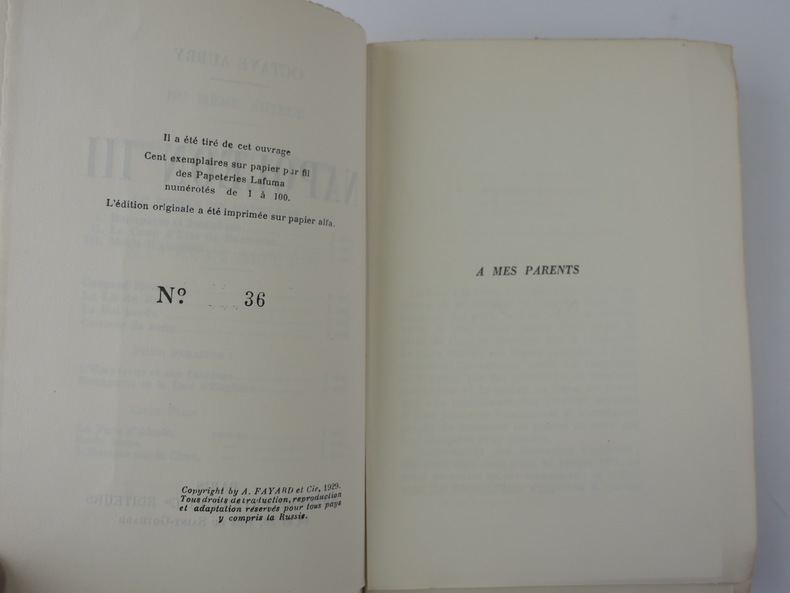 Il a été tiré de cet ouvrage
Cent exemplaires sur papier pur fil
des Papeteries Lafuma
numérotés de 1 à 100.
L'édition originale a été imprimée sur papier alfa.
Nº 36
Copyright by A. FAYARD et Cie, 1929.
Tous droits de traduction, reproduction
et adaptation réservés pour tous pays
y compris la Russie.
A MES PARENTS